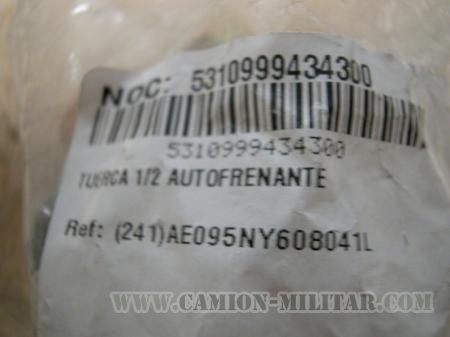 Noc: 5310999434300
5310999434300
TUERCA 1/2 AUTOFRENANTE
Ref: (241)AE095NY608041L
WWW.CAMION-MILITAR.COM